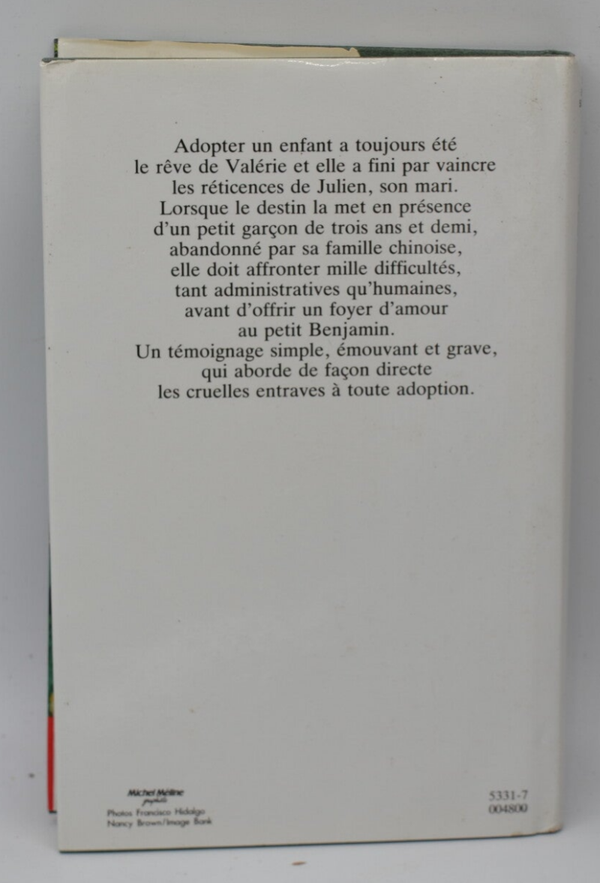 Adopter un enfant a toujours été
le rêve de Valérie et elle a fini par vaincre
les réticences de Julien, son mari.
Lorsque le destin la met en présence
d'un petit garçon de trois ans et demi,
abandonné par sa famille chinoise,
elle doit affronter mille difficultés,
tant administratives qu'humaines,
avant d'offrir un foyer d'amour
au petit Benjamin.
Un témoignage simple, émouvant et grave,
qui aborde de façon directe
les cruelles entraves à toute adoption.
Michel Méline
Photos Francisco Hidalgo
Nancy Brown/Image Bank
5331-7
004800